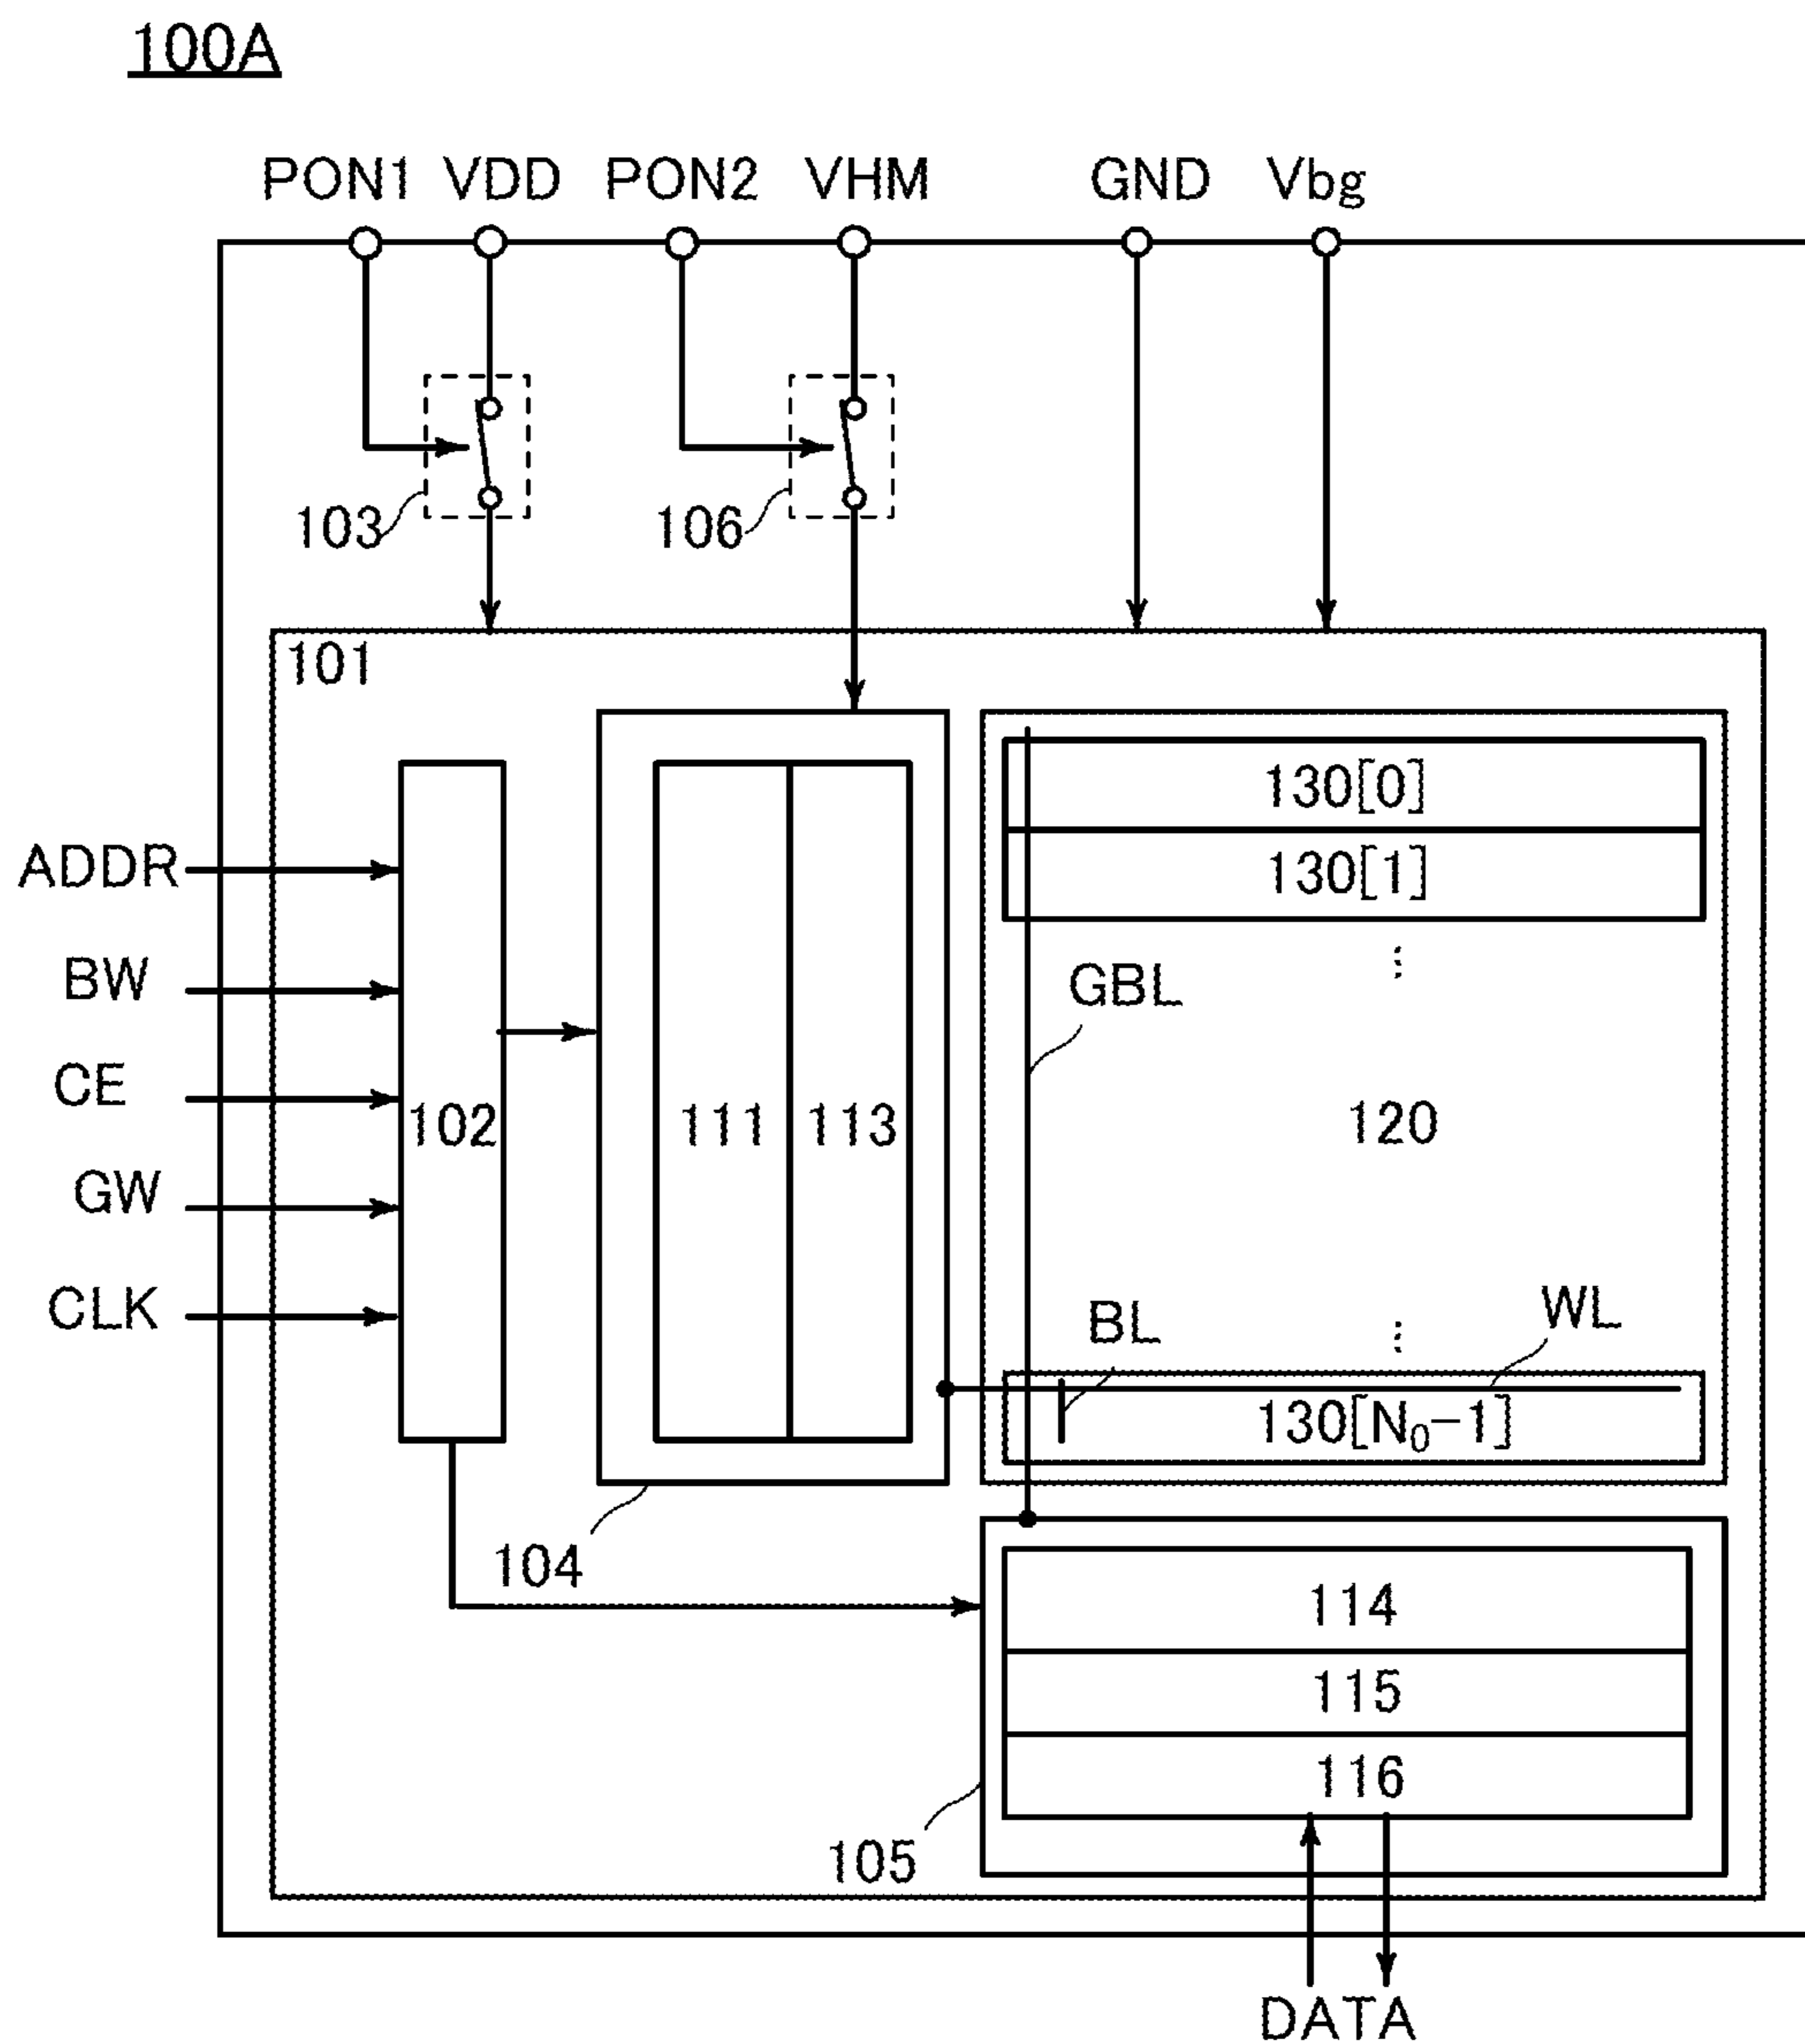 100A
PON1 VDD PON2 VHM GND Vbg
103 106
101
130[0]
130[1]
ADDR
BW
GBL
CE
102 111 113 120
GW
CLK
BL WL
130[N₀-1]
104
114
115
116
105
DATA